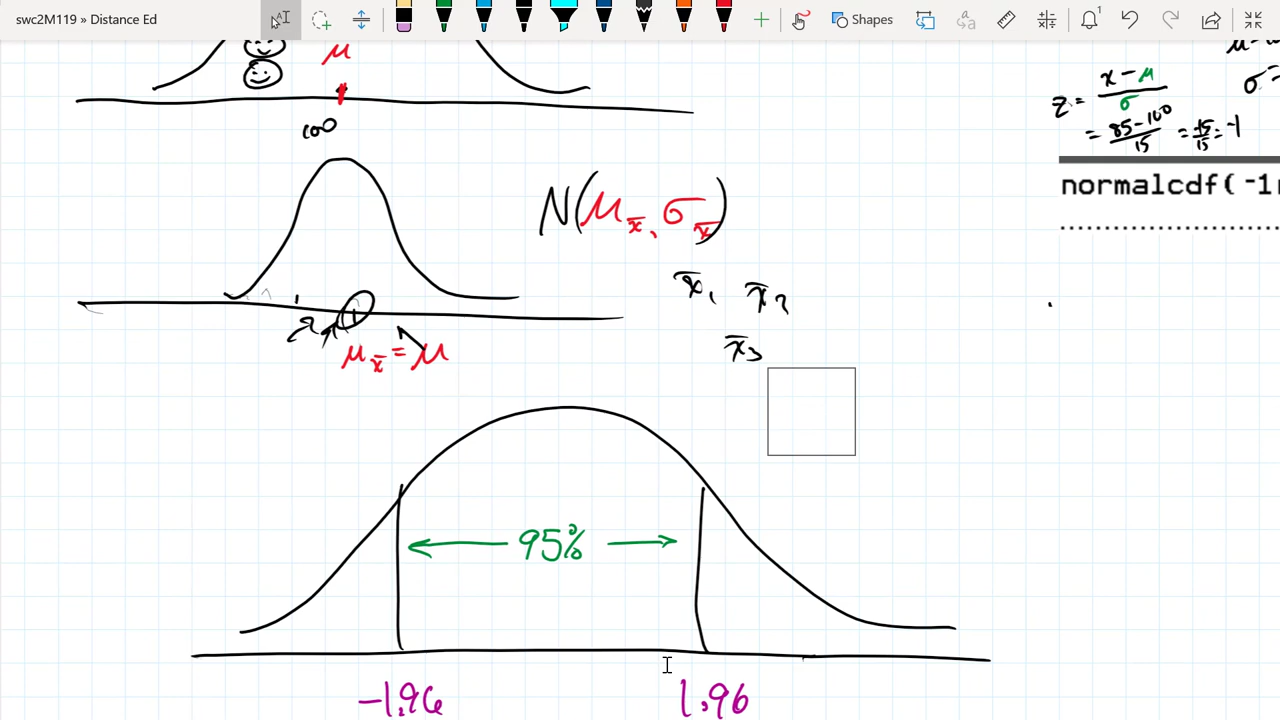 swc2M119 » Distance Ed
Shapes
μ
100
z = x - μ / σ
= 85-100 / 15 = -15 / 15 = -1
σ
normalcdf( -1
N(μx̄, σx̄)
x̄1 x̄2
x̄3
μx̄ = μ
95%
-1.96 1.96